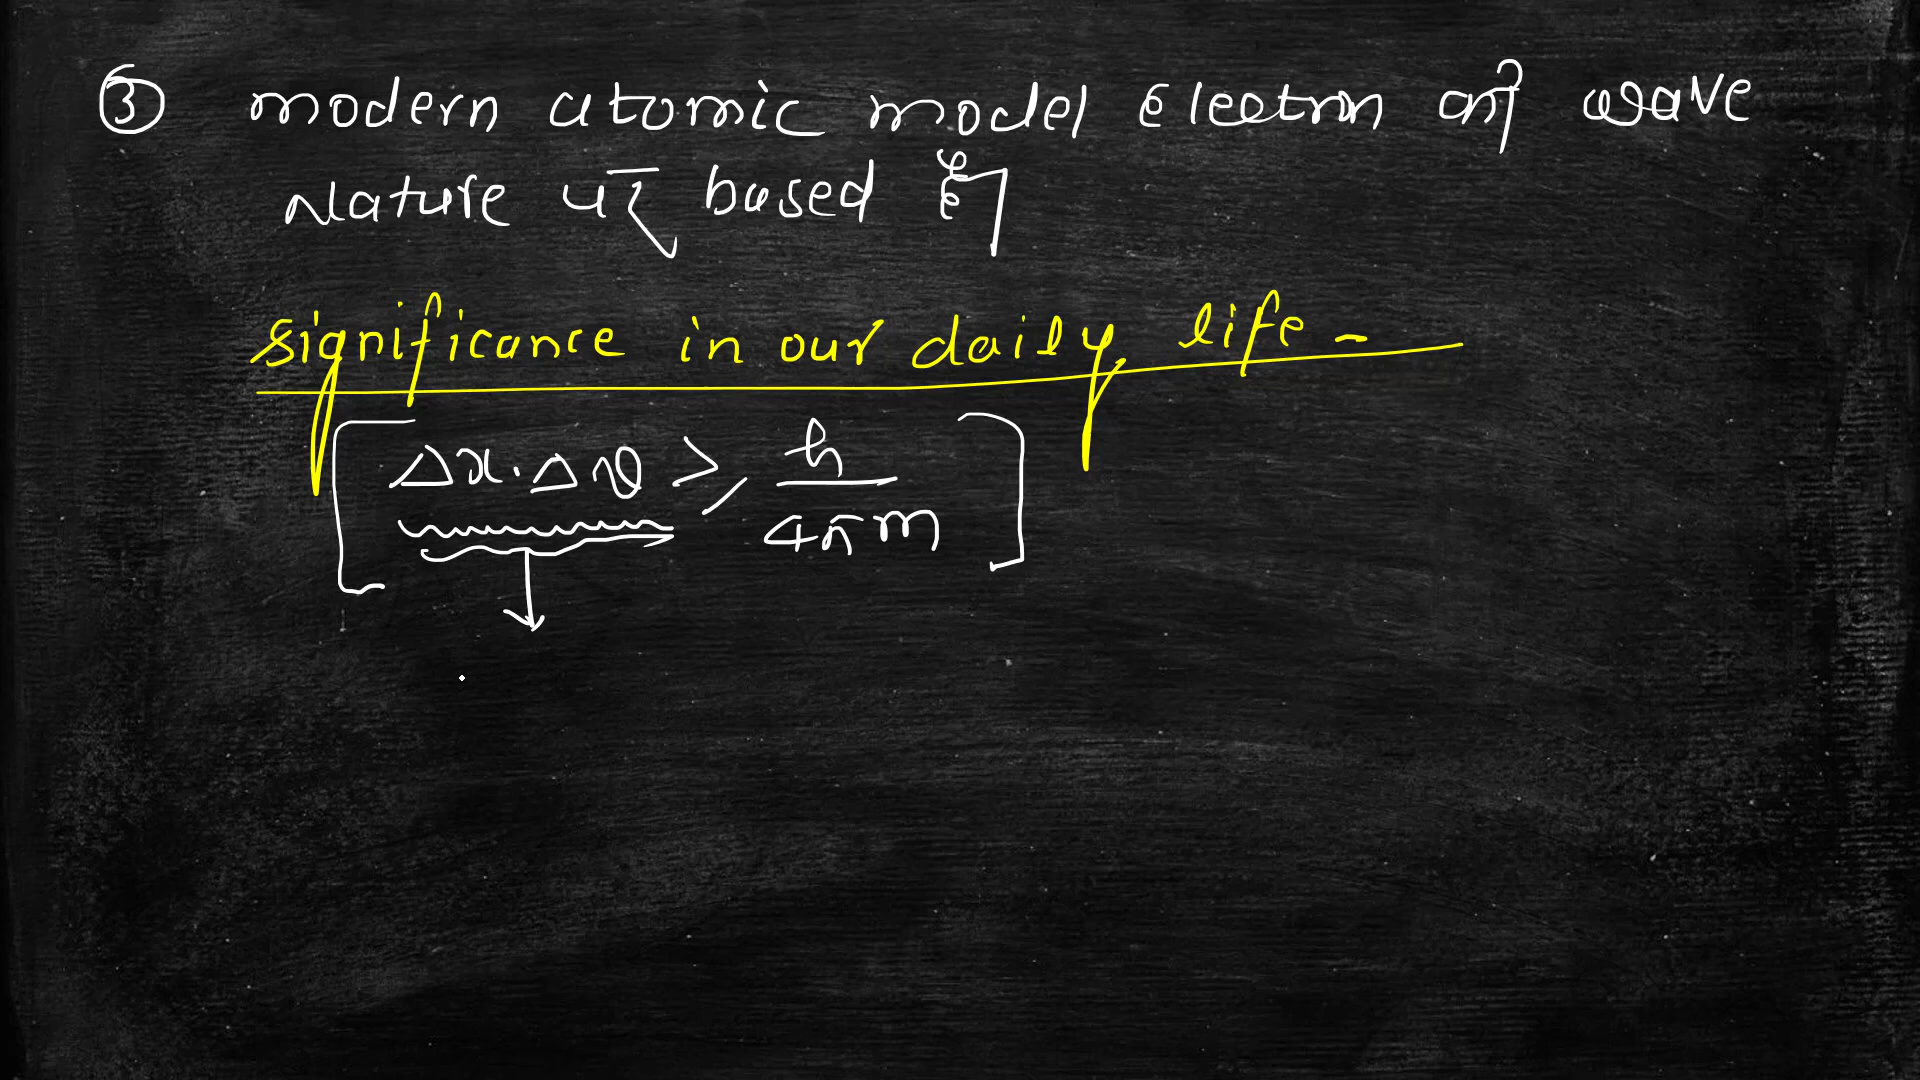 ③ modern atomic model electron की wave
Nature पर based है।
significance in our daily life -
[Δx.Δv ≥ h/4πm]